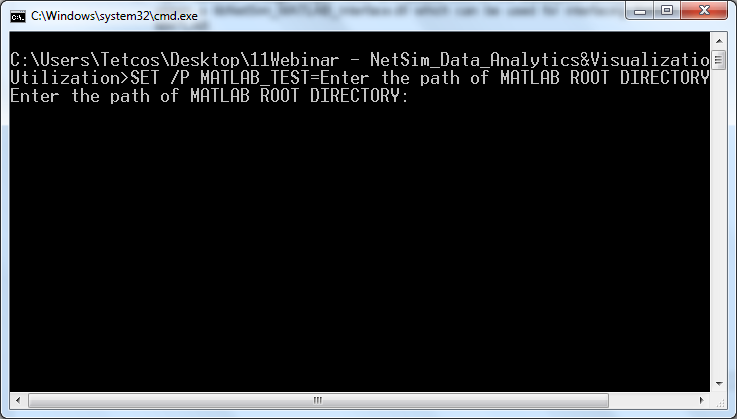 C:\Windows\system32\cmd.exe
C:\Users\Tetcos\Desktop\11Webinar - NetSim_Data_Analytics&Visualizatio
Utilization>SET /P MATLAB_TEST=Enter the path of MATLAB ROOT DIRECTORY
Enter the path of MATLAB ROOT DIRECTORY: